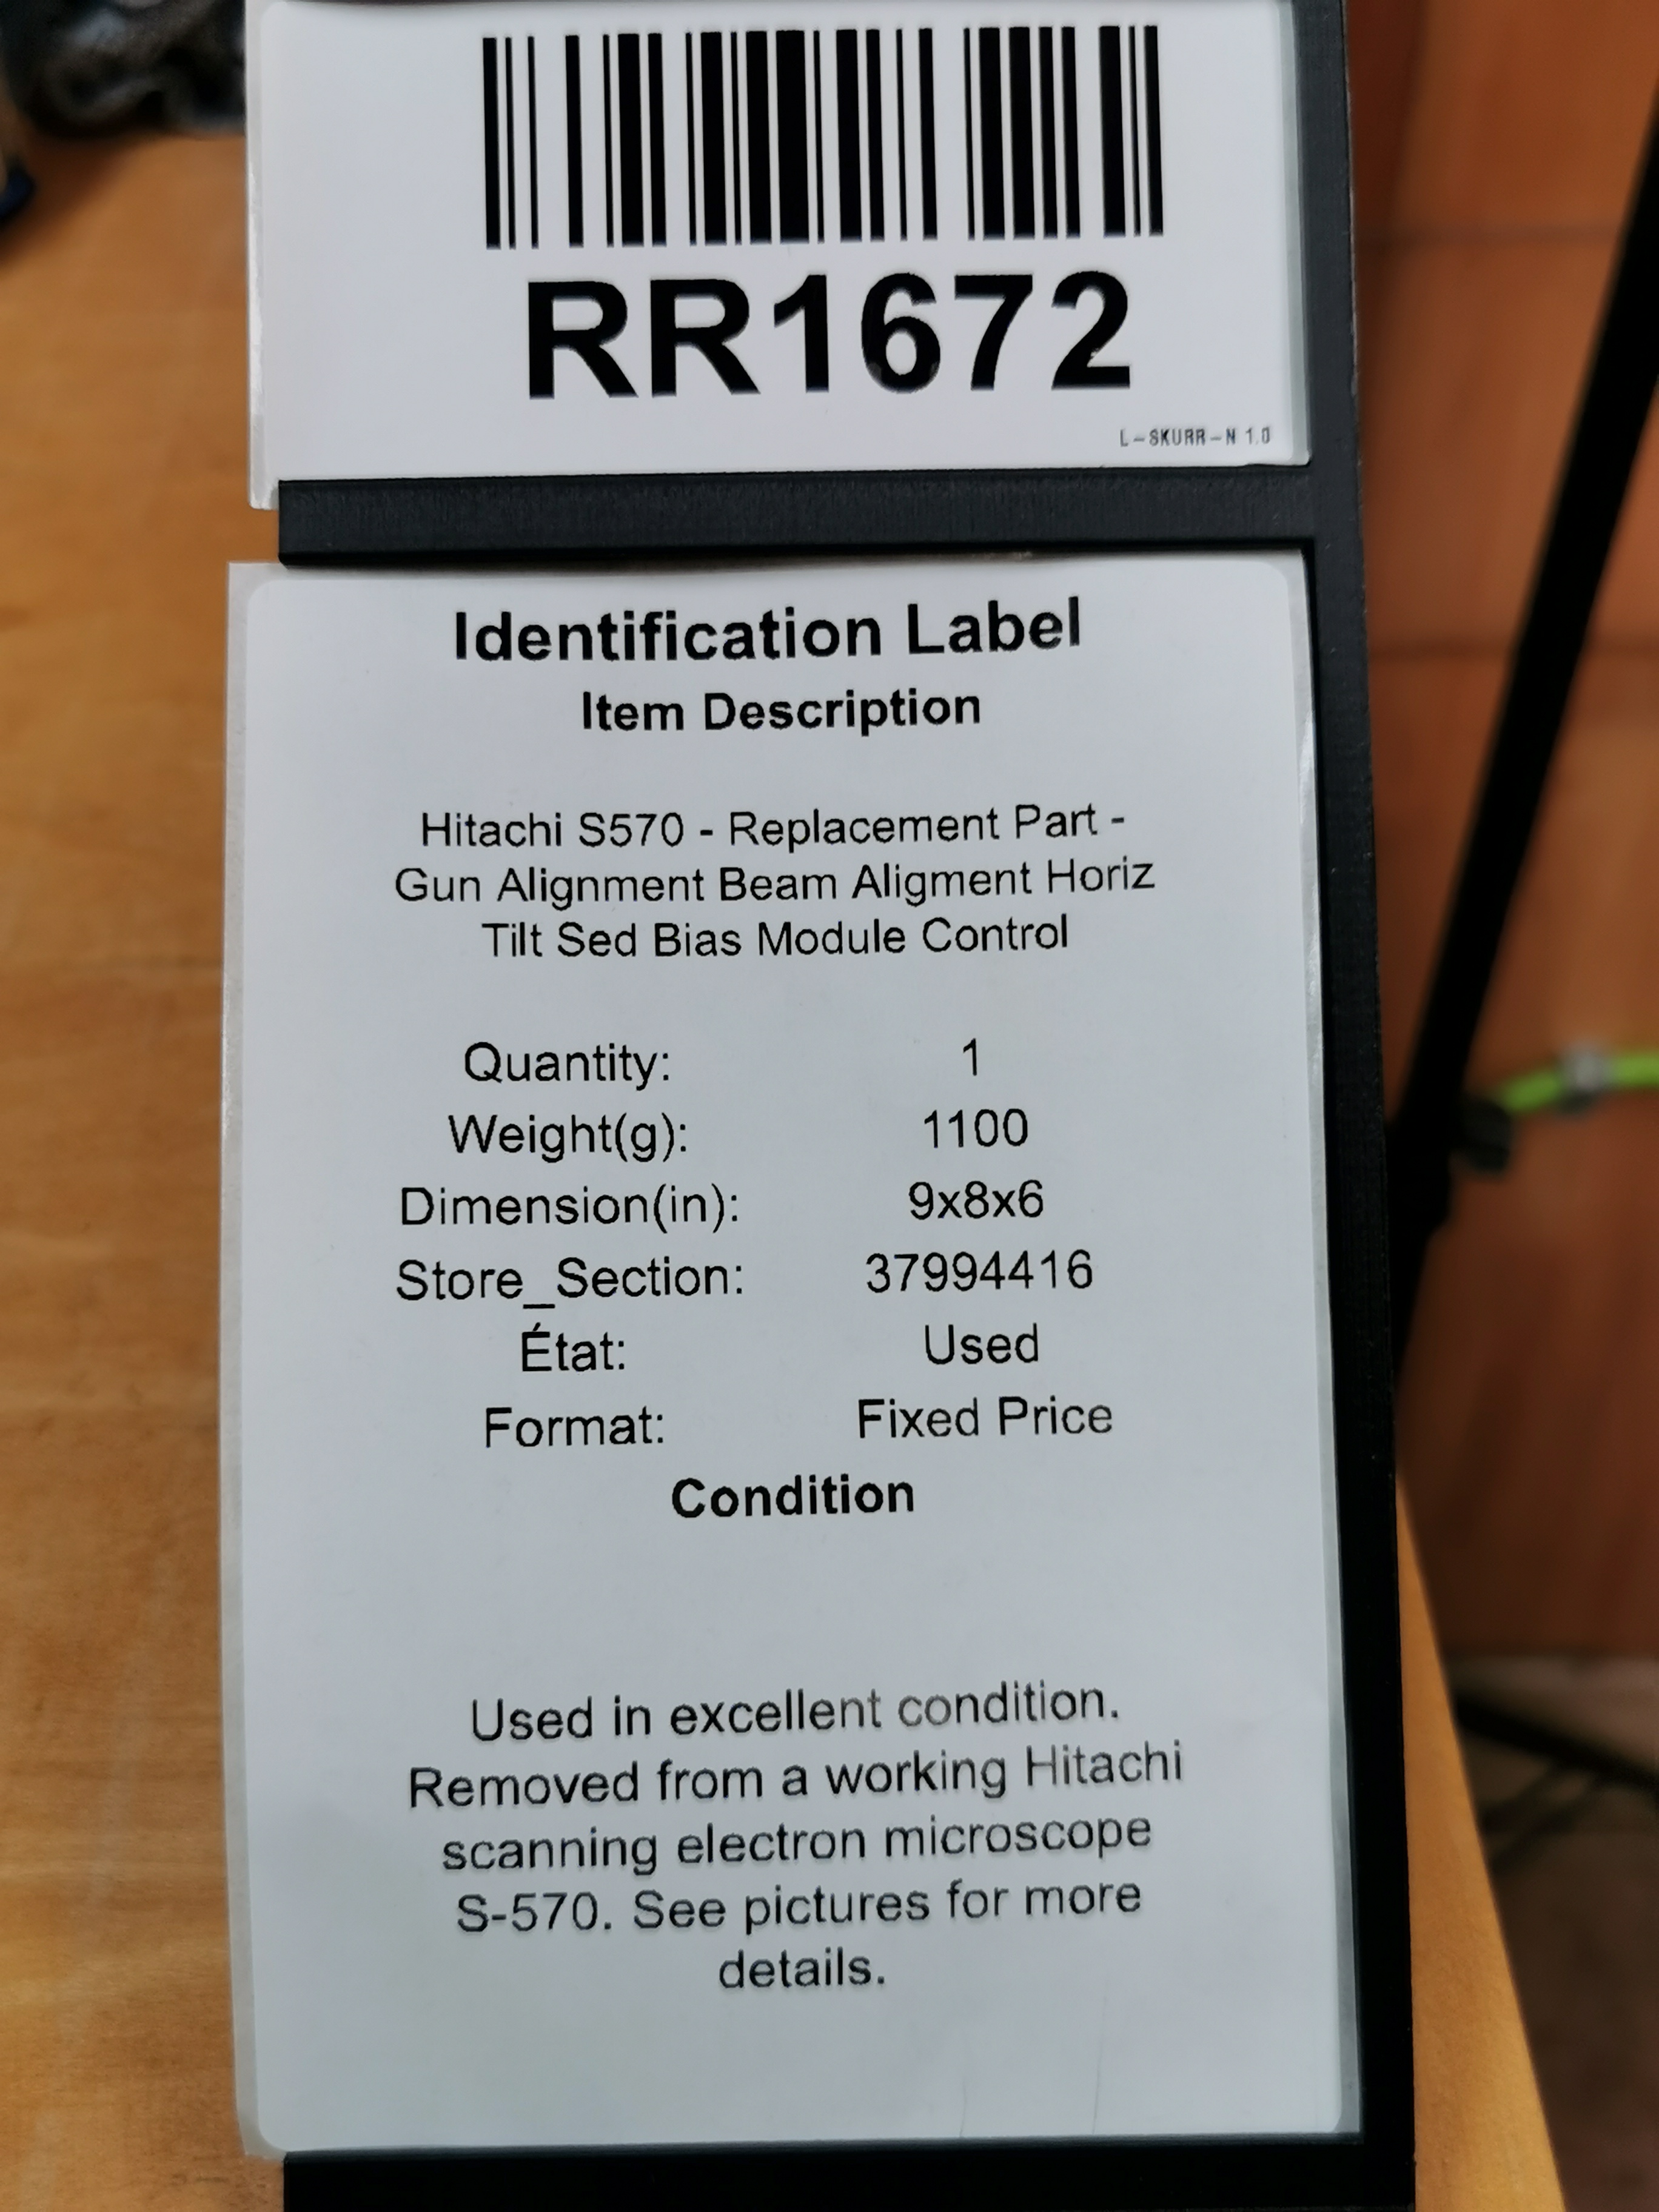 RR1672
L-SKURR-N 1.0
Identification Label
Item Description
Hitachi S570 - Replacement Part -
Gun Alignment Beam Aligment Horiz
Tilt Sed Bias Module Control
Quantity: 1
Weight(g): 1100
Dimension(in): 9x8x6
Store_Section: 37994416
État: Used
Format: Fixed Price
Condition
Used in excellent condition.
Removed from a working Hitachi
scanning electron microscope
S-570. See pictures for more
details.